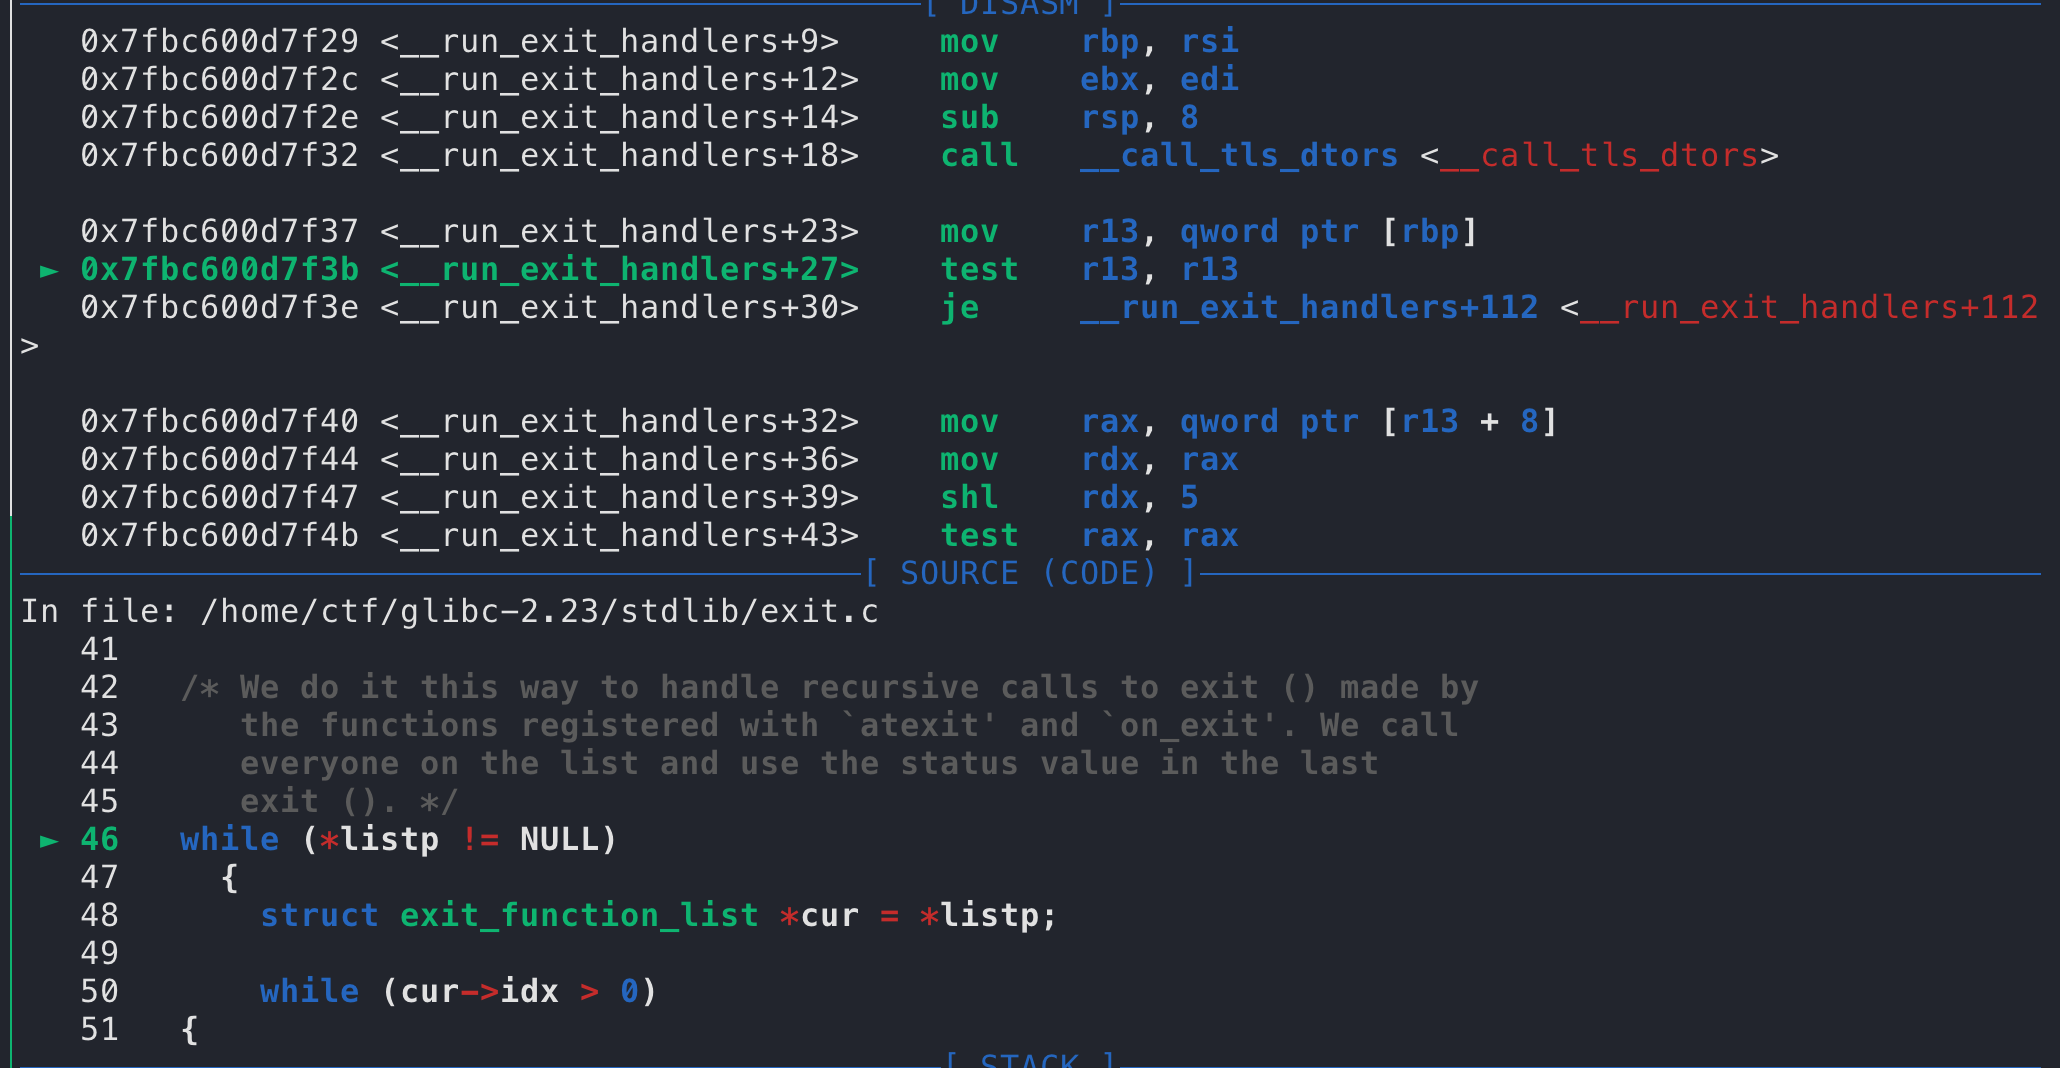 [ DISASM ]
0x7fbc600d7f29 <__run_exit_handlers+9> mov rbp, rsi
0x7fbc600d7f2c <__run_exit_handlers+12> mov ebx, edi
0x7fbc600d7f2e <__run_exit_handlers+14> sub rsp, 8
0x7fbc600d7f32 <__run_exit_handlers+18> call __call_tls_dtors <__call_tls_dtors>
0x7fbc600d7f37 <__run_exit_handlers+23> mov r13, qword ptr [rbp]
► 0x7fbc600d7f3b <__run_exit_handlers+27> test r13, r13
0x7fbc600d7f3e <__run_exit_handlers+30> je __run_exit_handlers+112 <__run_exit_handlers+112
>
0x7fbc600d7f40 <__run_exit_handlers+32> mov rax, qword ptr [r13 + 8]
0x7fbc600d7f44 <__run_exit_handlers+36> mov rdx, rax
0x7fbc600d7f47 <__run_exit_handlers+39> shl rdx, 5
0x7fbc600d7f4b <__run_exit_handlers+43> test rax, rax
[ SOURCE (CODE) ]
In file: /home/ctf/glibc-2.23/stdlib/exit.c
41
42 /* We do it this way to handle recursive calls to exit () made by
43 the functions registered with `atexit' and `on_exit'. We call
44 everyone on the list and use the status value in the last
45 exit (). */
► 46 while (*listp != NULL)
47 {
48 struct exit_function_list *cur = *listp;
49
50 while (cur->idx > 0)
51 {
[ STACK ]